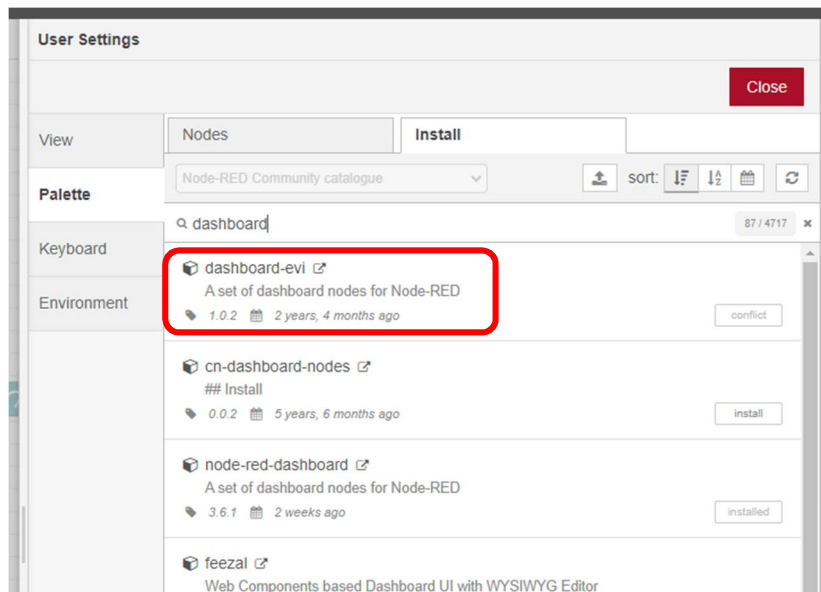 User Settings
Close
View
Palette
Keyboard
Environment
Nodes
Install
Node-RED Community catalogue
sort:
dashboard
87 / 4717
dashboard-evi
A set of dashboard nodes for Node-RED
1.0.2 2 years, 4 months ago
conflict
cn-dashboard-nodes
## Install
0.0.2 5 years, 6 months ago
install
node-red-dashboard
A set of dashboard nodes for Node-RED
3.6.1 2 weeks ago
installed
feezal
Web Components based Dashboard UI with WYSIWYG Editor